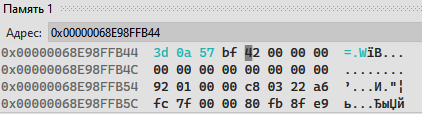 Память 1
Адрес: 0x00000068E98FFB44
0x00000068E98FFB44 3d 0a 57 bf 42 00 00 00 =.WїB...
0x00000068E98FFB4C 00 00 00 00 00 00 00 00 ........
0x00000068E98FFB54 92 01 00 00 c8 03 22 a6 ’...И."¦
0x00000068E98FFB5C fc 7f 00 00 80 fb 8f e9 ь...ЂыЏй